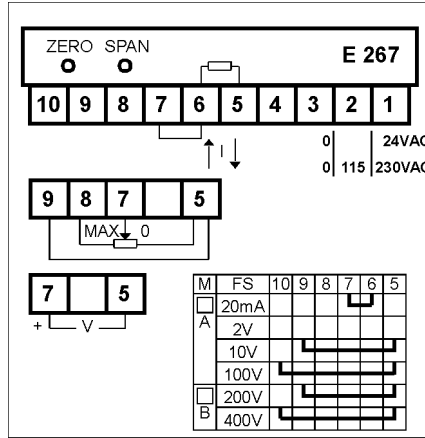 ZERO SPAN E 267
10 9 8 7 6 5 4 3 2 1
I 0 24VAC
0 115 230VAC
9 8 7 5
MAX 0
7 5
+ V -
M FS 10 9 8 7 6 5
20mA
A 2V
10V
100V
200V
B 400V